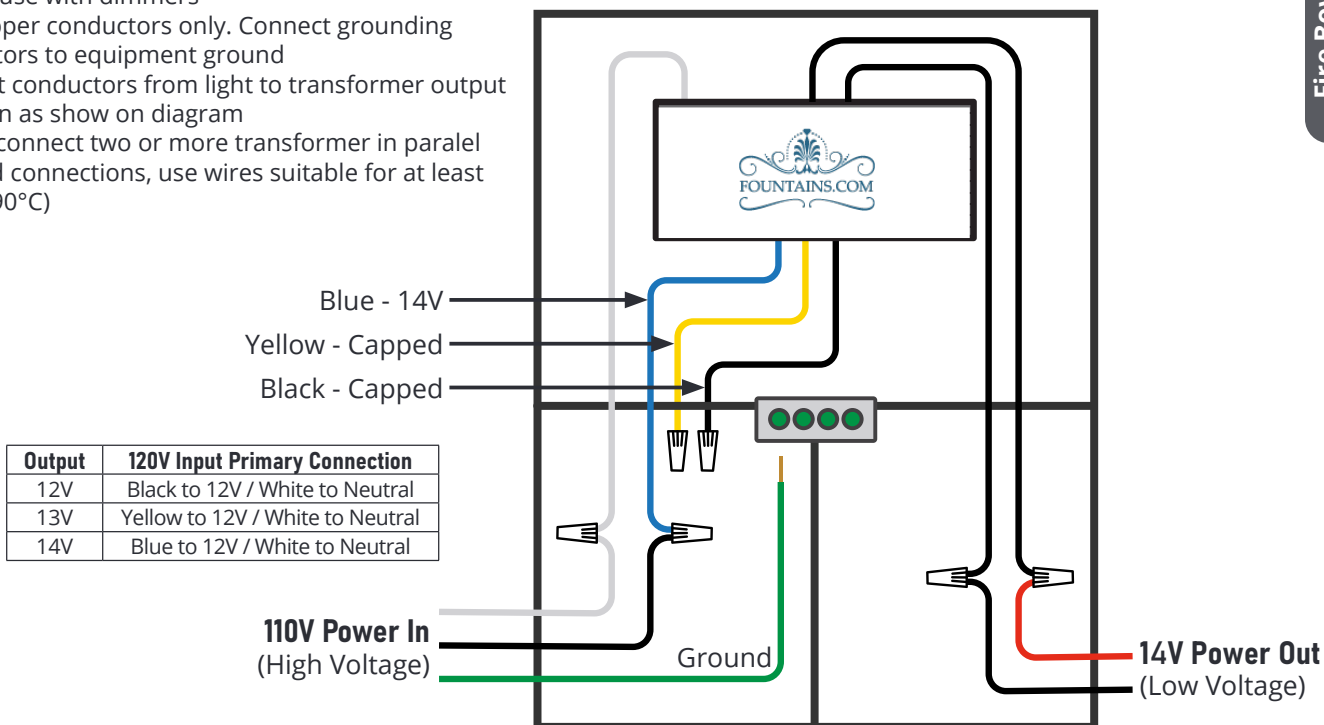 use with dimmers
per conductors only. Connect grounding
tors to equipment ground
t conductors from light to transformer output
n as show on diagram
connect two or more transformer in paralel
d connections, use wires suitable for at least
90°C)
FOUNTAINS.COM
Blue - 14V
Yellow - Capped
Black - Capped
Output 120V Input Primary Connection
12V Black to 12V / White to Neutral
13V Yellow to 12V / White to Neutral
14V Blue to 12V / White to Neutral
110V Power In
(High Voltage)
Ground
14V Power Out
(Low Voltage)
Fire Bow